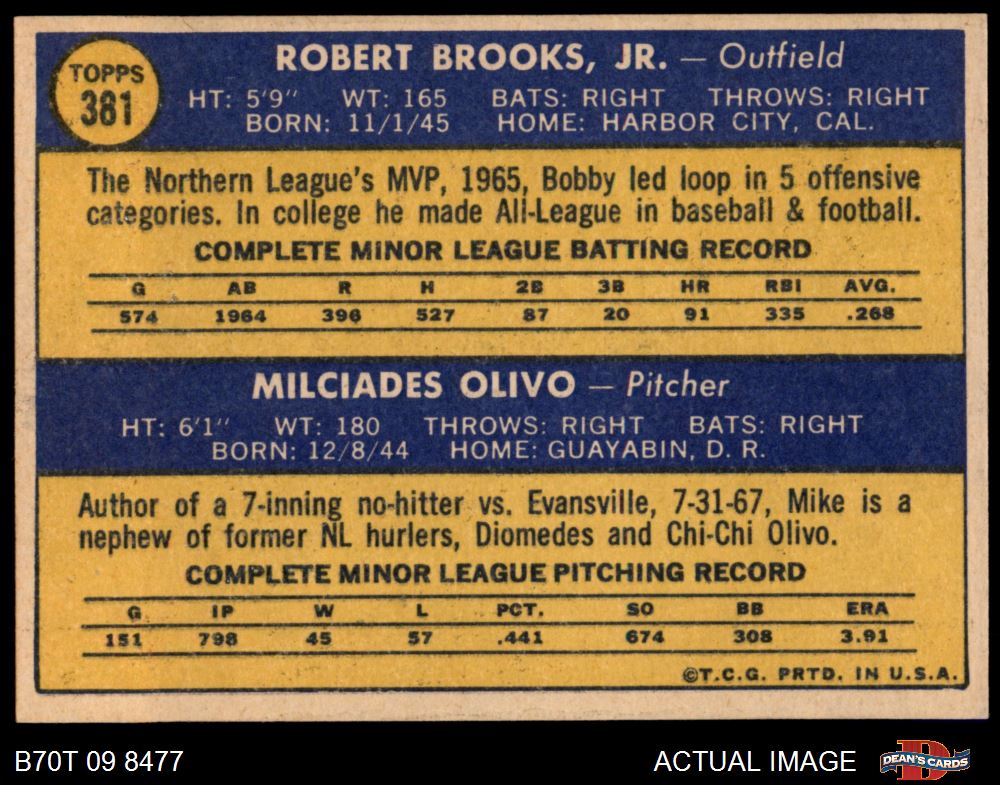 TOPPS
381
ROBERT BROOKS, JR. — Outfield
HT: 5'9" WT: 165 BATS: RIGHT THROWS: RIGHT
BORN: 11/1/45 HOME: HARBOR CITY, CAL.
The Northern League's MVP, 1965, Bobby led loop in 5 offensive
categories. In college he made All-League in baseball & football.
COMPLETE MINOR LEAGUE BATTING RECORD
G AB R H 2B 3B HR RBI AVG.
574 1964 396 527 87 20 91 335 .268
MILCIADES OLIVO — Pitcher
HT: 6'1" WT: 180 THROWS: RIGHT BATS: RIGHT
BORN: 12/8/44 HOME: GUAYABIN, D. R.
Author of a 7-inning no-hitter vs. Evansville, 7-31-67, Mike is a
nephew of former NL hurlers, Diomedes and Chi-Chi Olivo.
COMPLETE MINOR LEAGUE PITCHING RECORD
G IP W L PCT. SO BB ERA
151 798 45 57 .441 674 308 3.91
©T.C.G. PRTD. IN U.S.A.
B70T 09 8477
ACTUAL IMAGE
D
DEAN'S CARDS